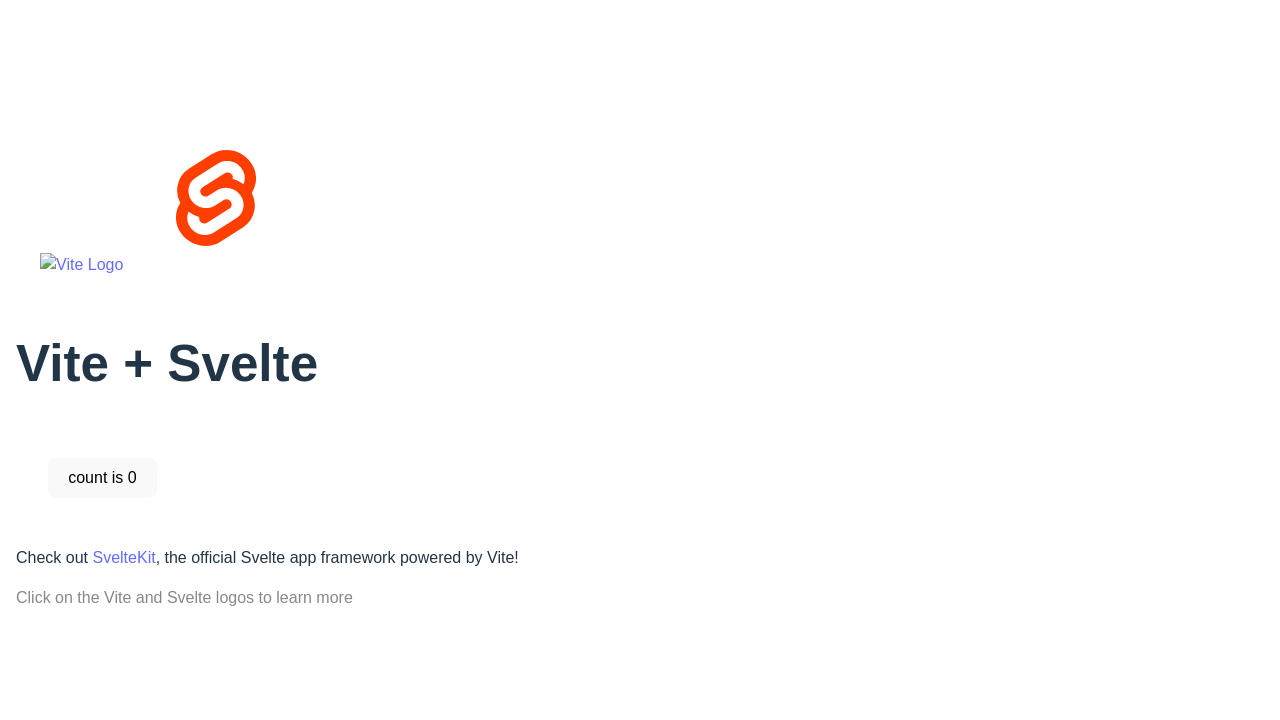 Vite Logo
Vite + Svelte
count is 0
Check out SvelteKit, the official Svelte app framework powered by Vite!
Click on the Vite and Svelte logos to learn more